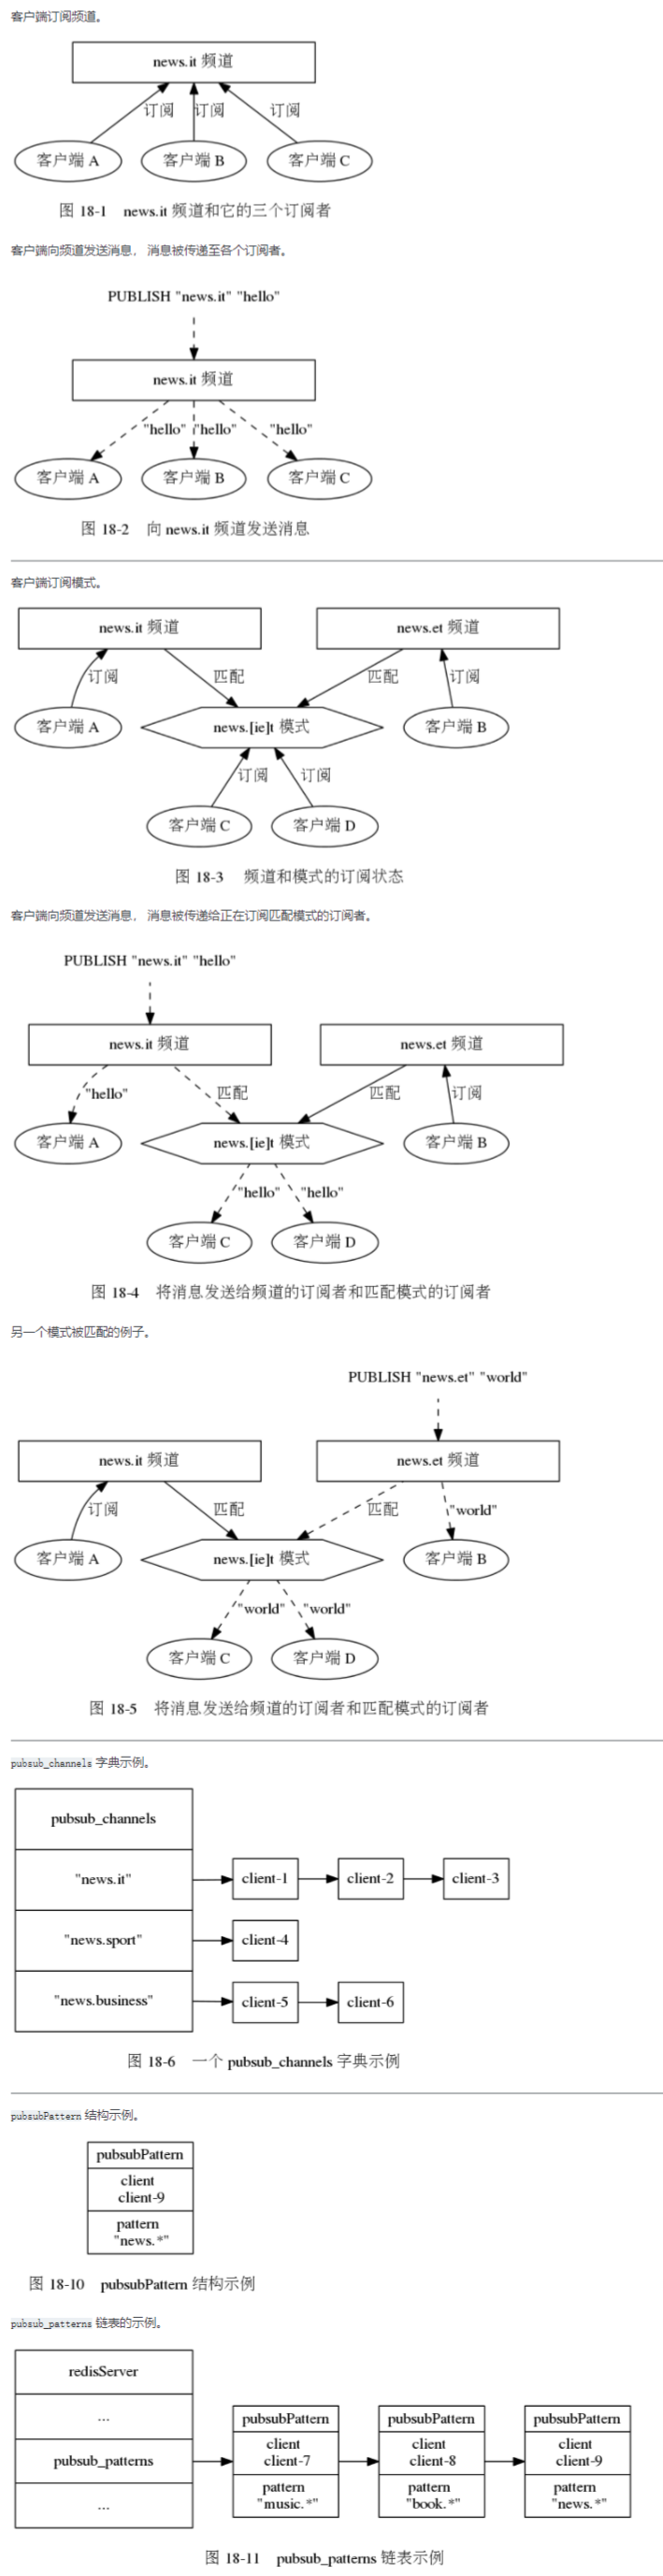 客户端订阅频道。
news.it 频道
订阅 订阅 订阅
客户端 A 客户端 B 客户端 C
图 18-1 news.it 频道和它的三个订阅者
客户端向频道发送消息， 消息被传递至各个订阅者。
PUBLISH "news.it" "hello"
news.it 频道
"hello" "hello" "hello"
客户端 A 客户端 B 客户端 C
图 18-2 向 news.it 频道发送消息
客户端订阅模式。
news.it 频道 news.et 频道
订阅 匹配 匹配 订阅
客户端 A news.[ie]t 模式 客户端 B
订阅 订阅
客户端 C 客户端 D
图 18-3 频道和模式的订阅状态
客户端向频道发送消息， 消息被传递给正在订阅匹配模式的订阅者。
PUBLISH "news.it" "hello"
news.it 频道 news.et 频道
"hello" 匹配 匹配 订阅
客户端 A news.[ie]t 模式 客户端 B
"hello" "hello"
客户端 C 客户端 D
图 18-4 将消息发送给频道的订阅者和匹配模式的订阅者
另一个模式被匹配的例子。
PUBLISH "news.et" "world"
news.it 频道 news.et 频道
订阅 匹配 匹配 "world"
客户端 A news.[ie]t 模式 客户端 B
"world" "world"
客户端 C 客户端 D
图 18-5 将消息发送给频道的订阅者和匹配模式的订阅者
pubsub_channels 字典示例。
pubsub_channels
"news.it" client-1 client-2 client-3
"news.sport" client-4
"news.business" client-5 client-6
图 18-6 一个 pubsub_channels 字典示例
pubsubPattern 结构示例。
pubsubPattern
client
client-9
pattern
"news.*"
图 18-10 pubsubPattern 结构示例
pubsub_patterns 链表的示例。
redisServer
...
pubsub_patterns
...
pubsubPattern pubsubPattern pubsubPattern
client client client
client-7 client-8 client-9
pattern pattern pattern
"music.*" "book.*" "news.*"
图 18-11 pubsub_patterns 链表示例